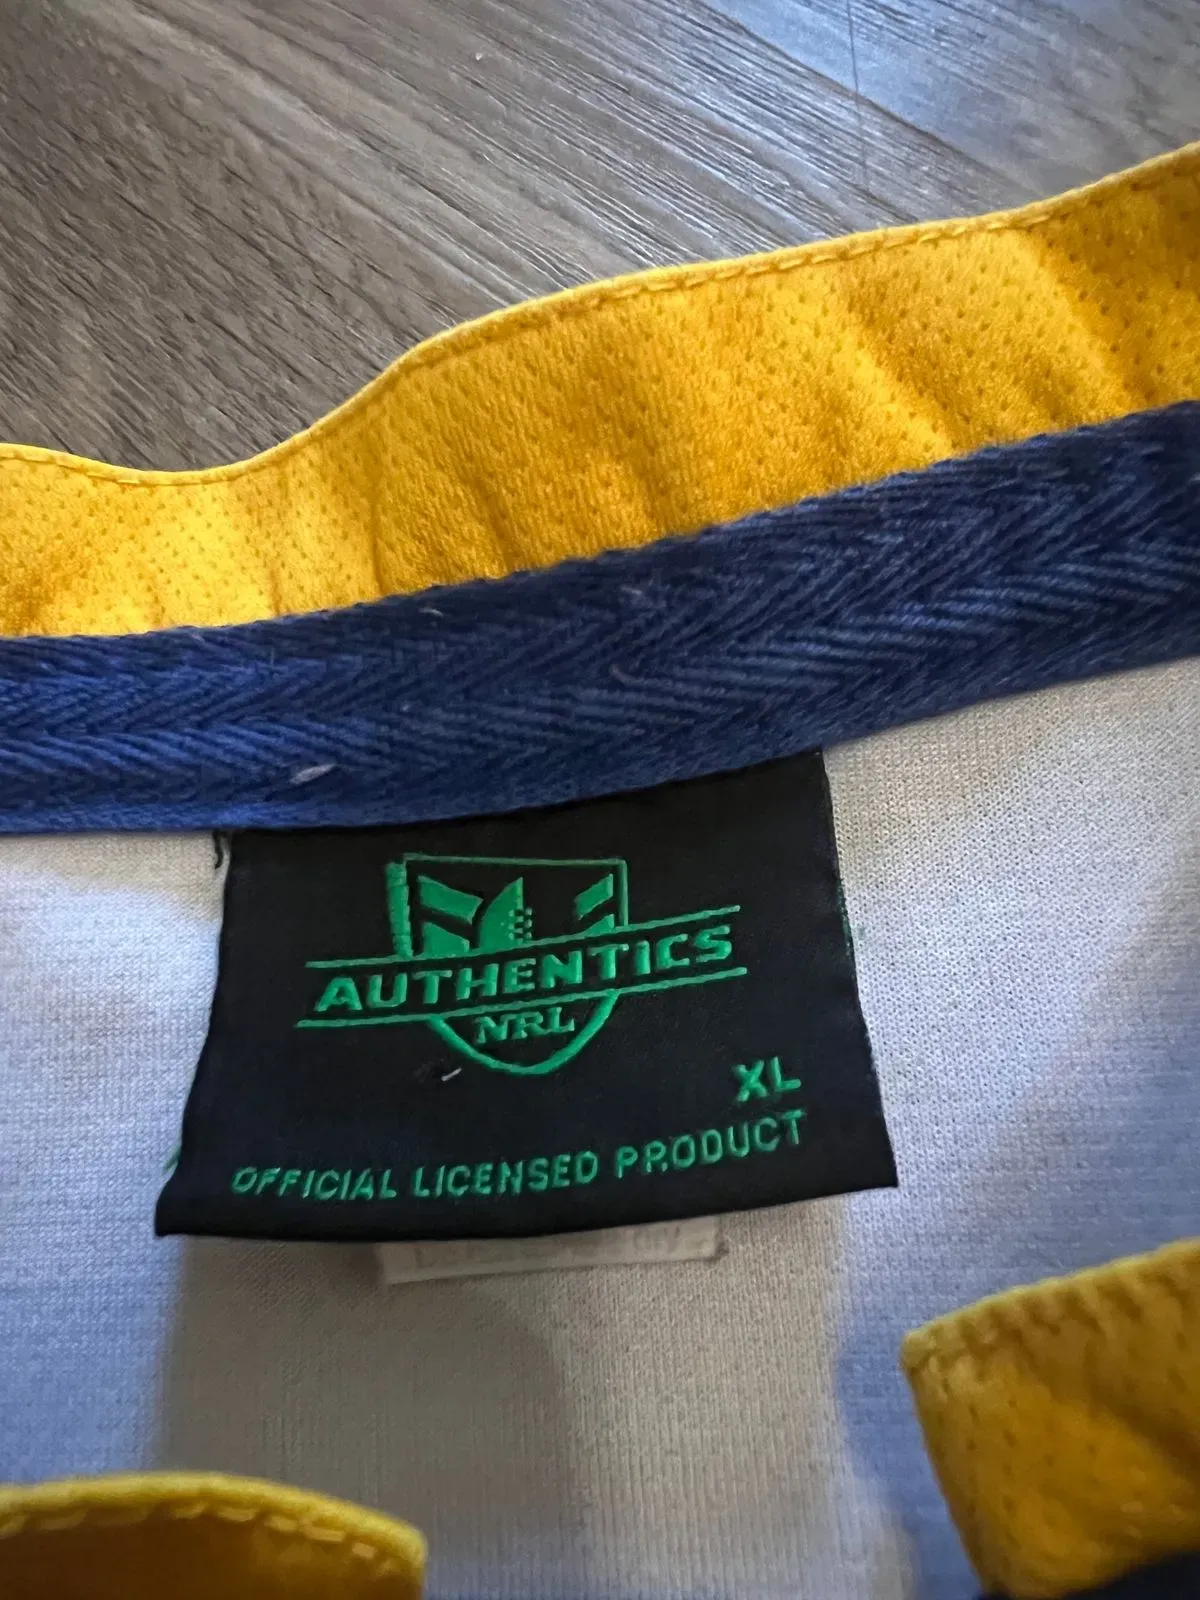 AUTHENTICS
NRL
XL
OFFICIAL LICENSED PRODUCT